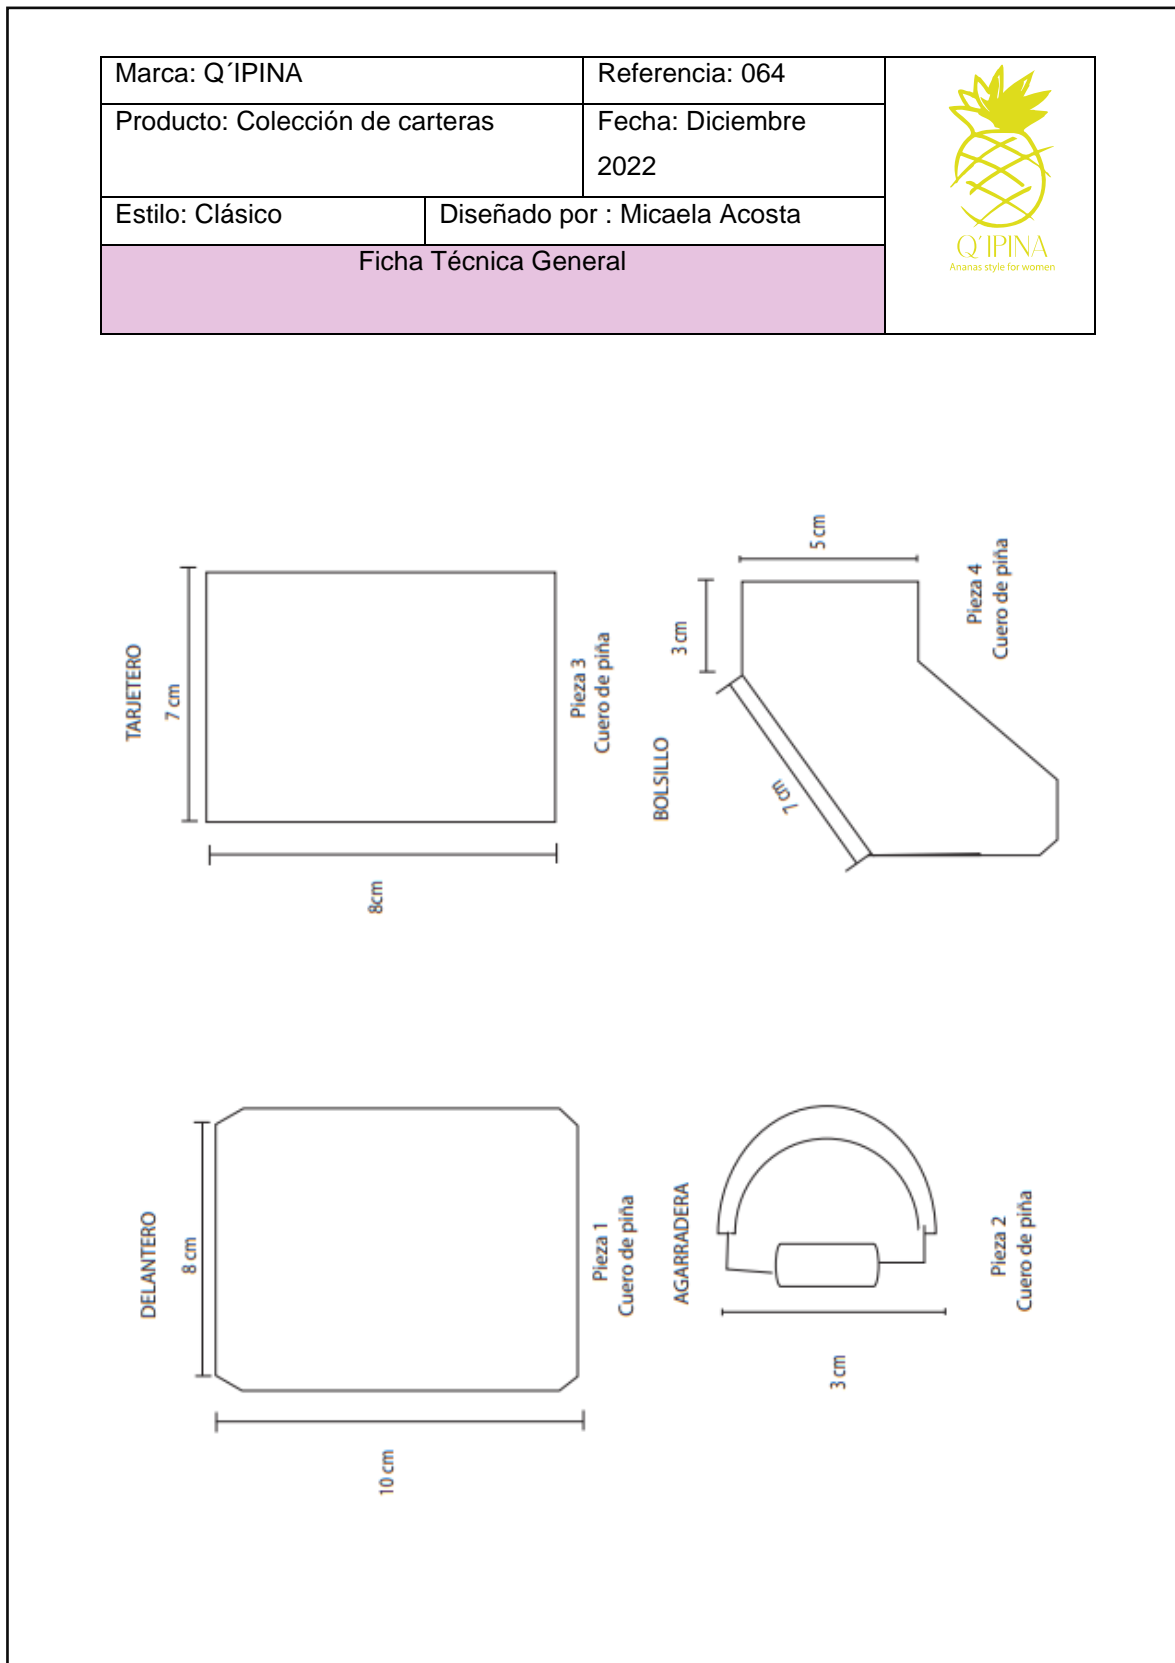 Marca: Q´IPINA
Referencia: 064
Producto: Colección de carteras
Fecha: Diciembre
2022
Estilo: Clásico
Diseñado por : Micaela Acosta
Ficha Técnica General
Q´IPINA
Ananas style for women
TARJETERO
7 cm
8cm
Pieza 3
Cuero de piña
BOLSILLO
3 cm
5 cm
7 cm
Pieza 4
Cuero de piña
DELANTERO
8 cm
10 cm
Pieza 1
Cuero de piña
AGARRADERA
3 cm
Pieza 2
Cuero de piña